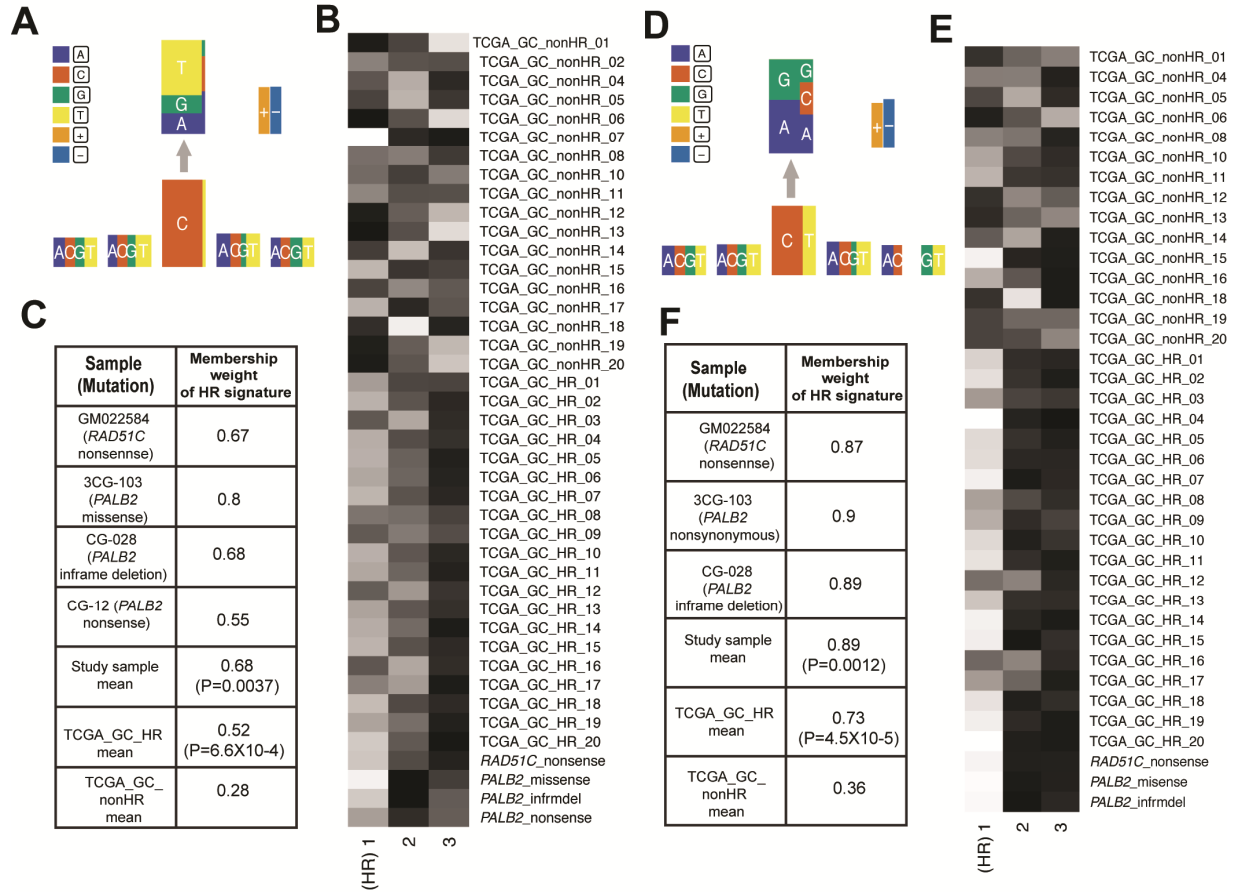 A
A
C
G
T
+
−
T
G
A
+
−
C
ACGT
ACGT
ACGT
ACGT
B
TCGA_GC_nonHR_01
TCGA_GC_nonHR_02
TCGA_GC_nonHR_04
TCGA_GC_nonHR_05
TCGA_GC_nonHR_06
TCGA_GC_nonHR_07
TCGA_GC_nonHR_08
TCGA_GC_nonHR_10
TCGA_GC_nonHR_11
TCGA_GC_nonHR_12
TCGA_GC_nonHR_13
TCGA_GC_nonHR_14
TCGA_GC_nonHR_15
TCGA_GC_nonHR_16
TCGA_GC_nonHR_17
TCGA_GC_nonHR_18
TCGA_GC_nonHR_19
TCGA_GC_nonHR_20
TCGA_GC_HR_01
TCGA_GC_HR_02
TCGA_GC_HR_03
TCGA_GC_HR_04
TCGA_GC_HR_05
TCGA_GC_HR_06
TCGA_GC_HR_07
TCGA_GC_HR_08
TCGA_GC_HR_09
TCGA_GC_HR_10
TCGA_GC_HR_11
TCGA_GC_HR_12
TCGA_GC_HR_13
TCGA_GC_HR_14
TCGA_GC_HR_15
TCGA_GC_HR_16
TCGA_GC_HR_17
TCGA_GC_HR_18
TCGA_GC_HR_19
TCGA_GC_HR_20
RAD51C_nonsense
PALB2_missense
PALB2_infrmdel
PALB2_nonsense
(HR) 1
2
3
C
Sample
(Mutation)
Membership
weight
of HR signature
GM022584
(RAD51C
nonsennse)
0.67
3CG-103
(PALB2
missense)
0.8
CG-028
(PALB2
inframe deletion)
0.68
CG-12 (PALB2
nonsense)
0.55
Study sample
mean
0.68
(P=0.0037)
TCGA_GC_HR
mean
0.52
(P=6.6X10-4)
TCGA_GC_
nonHR
mean
0.28
D
A
C
G
T
+
−
G
G
C
A
A
+
−
C T
ACGT
ACGT
ACGT
AC GT
E
TCGA_GC_nonHR_01
TCGA_GC_nonHR_04
TCGA_GC_nonHR_05
TCGA_GC_nonHR_06
TCGA_GC_nonHR_08
TCGA_GC_nonHR_10
TCGA_GC_nonHR_11
TCGA_GC_nonHR_12
TCGA_GC_nonHR_13
TCGA_GC_nonHR_14
TCGA_GC_nonHR_15
TCGA_GC_nonHR_16
TCGA_GC_nonHR_18
TCGA_GC_nonHR_19
TCGA_GC_nonHR_20
TCGA_GC_HR_01
TCGA_GC_HR_02
TCGA_GC_HR_03
TCGA_GC_HR_04
TCGA_GC_HR_05
TCGA_GC_HR_06
TCGA_GC_HR_07
TCGA_GC_HR_08
TCGA_GC_HR_09
TCGA_GC_HR_10
TCGA_GC_HR_11
TCGA_GC_HR_12
TCGA_GC_HR_13
TCGA_GC_HR_14
TCGA_GC_HR_15
TCGA_GC_HR_16
TCGA_GC_HR_17
TCGA_GC_HR_18
TCGA_GC_HR_19
TCGA_GC_HR_20
RAD51C_nonsense
PALB2_misense
PALB2_infrmdel
(HR) 1
2
3
F
Sample
(Mutation)
Membership
weight
of HR signature
GM022584
(RAD51C
nonsennse)
0.87
3CG-103
(PALB2
nonsynonymous)
0.9
CG-028
(PALB2
inframe deletion)
0.89
Study sample
mean
0.89
(P=0.0012)
TCGA_GC_HR
mean
0.73
(P=4.5X10-5)
TCGA_GC_
nonHR
mean
0.36